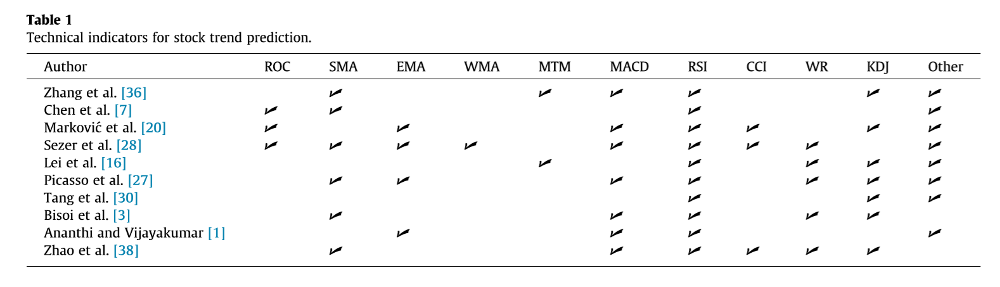 Table 1
Technical indicators for stock trend prediction.
Author ROC SMA EMA WMA MTM MACD RSI CCI WR KDJ Other
Zhang et al. [36] ✓ ✓ ✓ ✓ ✓ ✓
Chen et al. [7] ✓ ✓ ✓ ✓
Marković et al. [20] ✓ ✓ ✓ ✓ ✓ ✓ ✓
Sezer et al. [28] ✓ ✓ ✓ ✓ ✓ ✓ ✓ ✓ ✓
Lei et al. [16] ✓ ✓ ✓ ✓ ✓
Picasso et al. [27] ✓ ✓ ✓ ✓ ✓ ✓ ✓
Tang et al. [30] ✓ ✓ ✓
Bisoi et al. [3] ✓ ✓ ✓ ✓ ✓
Ananthi and Vijayakumar [1] ✓ ✓ ✓ ✓
Zhao et al. [38] ✓ ✓ ✓ ✓ ✓ ✓